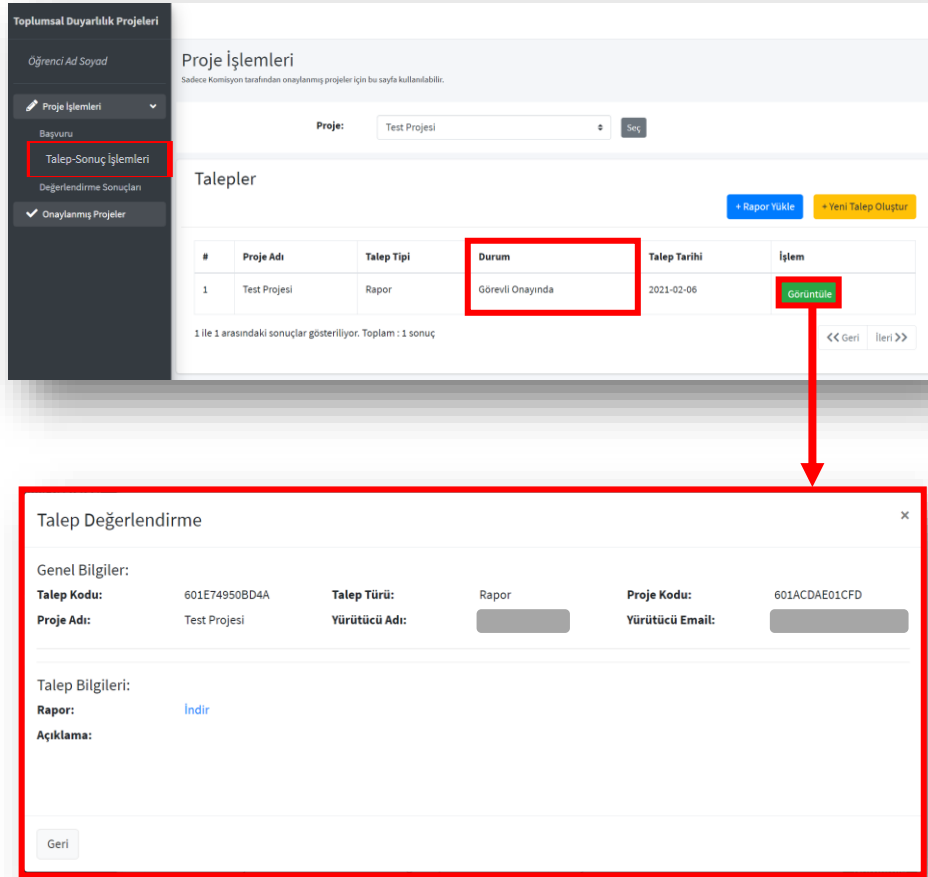 Toplumsal Duyarlılık Projeleri
Öğrenci Ad Soyad
Proje İşlemleri
Başvuru
Talep-Sonuç İşlemleri
Değerlendirme Sonuçları
Onaylanmış Projeler
Proje İşlemleri
Sadece Komisyon tarafından onaylanmış projeler için bu sayfa kullanılabilir.
Proje: Test Projesi Seç
Talepler
+ Rapor Yükle + Yeni Talep Oluştur
# Proje Adı Talep Tipi Durum Talep Tarihi İşlem
1 Test Projesi Rapor Görevli Onayında 2021-02-06 Görüntüle
1 ile 1 arasındaki sonuçlar gösteriliyor. Toplam : 1 sonuç
Geri İleri
Talep Değerlendirme ×
Genel Bilgiler:
Talep Kodu: 601E74950BD4A Talep Türü: Rapor Proje Kodu: 601ACDAE01CFD
Proje Adı: Test Projesi Yürütücü Adı: Yürütücü Email:
Talep Bilgileri:
Rapor: İndir
Açıklama:
Geri